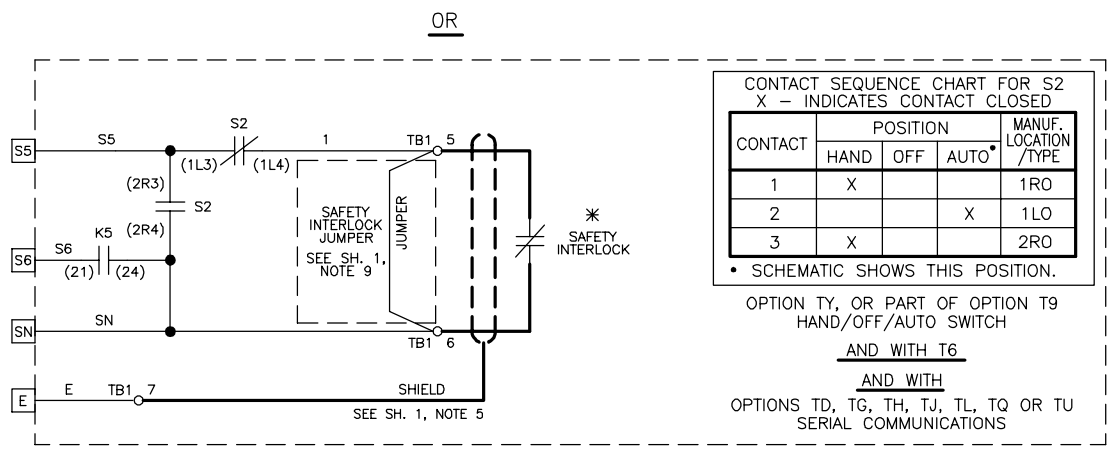 OR
S5
S5
S2
(1L3)
(1L4)
1
TB1 5
(2R3)
S2
(2R4)
S6
S6
K5
(21)
(24)
SAFETY
INTERLOCK
JUMPER
SEE SH. 1,
NOTE 9
JUMPER
*
SAFETY
INTERLOCK
SN
SN
TB1 6
E
E
TB1 7
SHIELD
SEE SH. 1, NOTE 5
CONTACT SEQUENCE CHART FOR S2
X – INDICATES CONTACT CLOSED
CONTACT
POSITION
MANUF.
LOCATION
/TYPE
HAND OFF AUTO•
1 X 1RO
2 X 1LO
3 X 2RO
• SCHEMATIC SHOWS THIS POSITION.
OPTION TY, OR PART OF OPTION T9
HAND/OFF/AUTO SWITCH
AND WITH T6
AND WITH
OPTIONS TD, TG, TH, TJ, TL, TQ OR TU
SERIAL COMMUNICATIONS